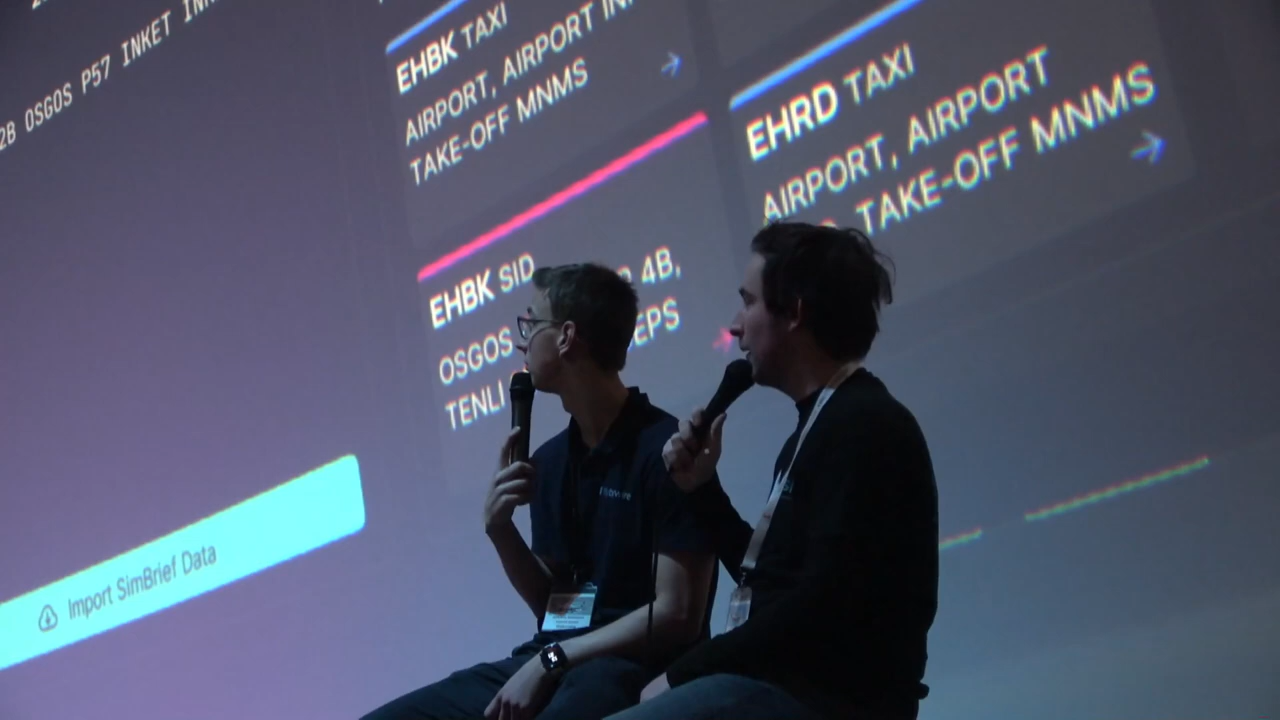 2B OSGOS P57 INKET
EHBK TAXI
AIRPORT, AIRPORT
TAKE-OFF MNMS
EHRD TAXI
AIRPORT, AIRPORT
TAKE-OFF MNMS
EHBK SID
4B,
OSGOS
TENLI
Import SimBrief Data